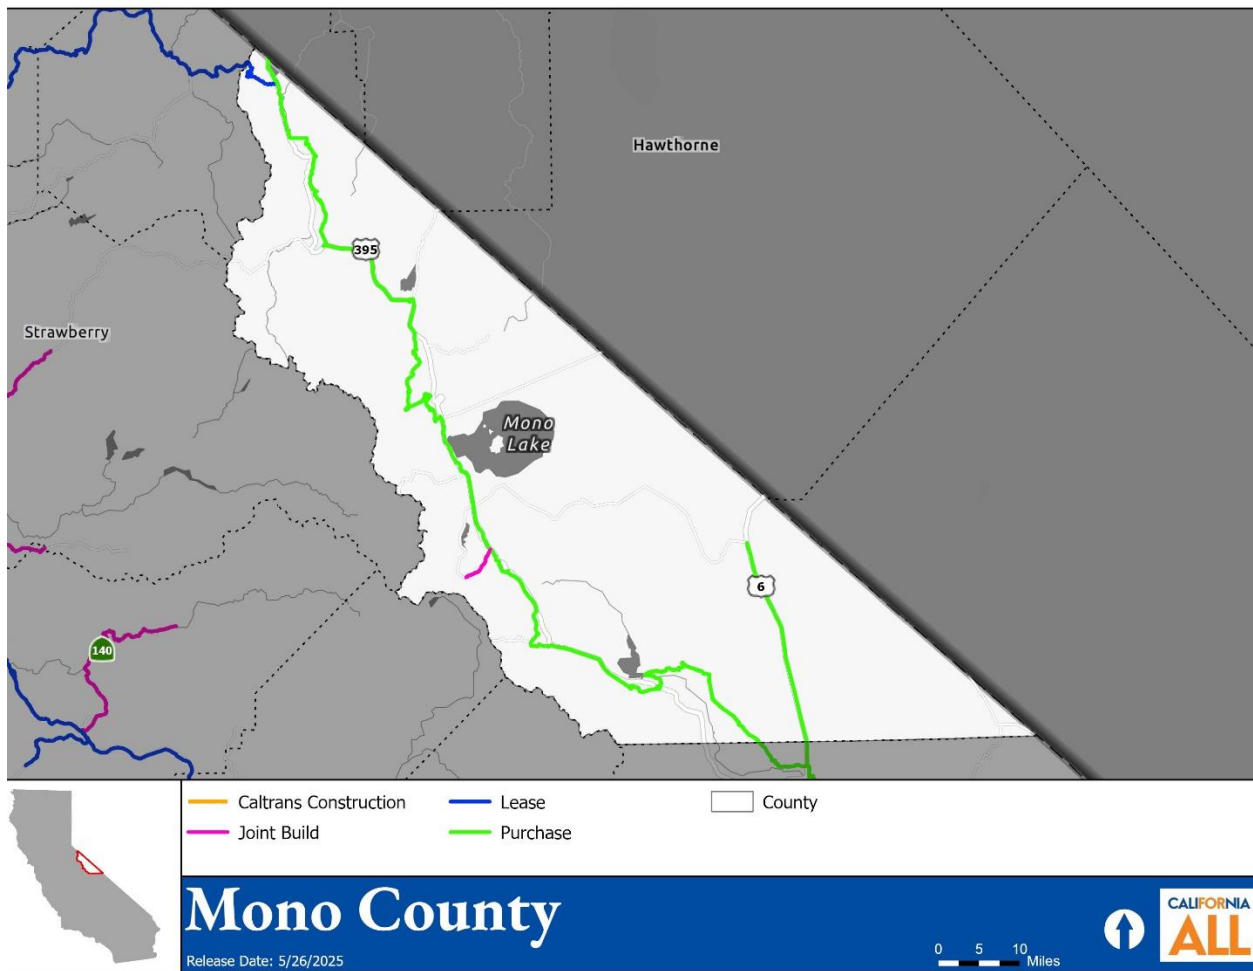 Hawthorne
395
Strawberry
Mono
Lake
6
140
Caltrans Construction
Lease
County
Joint Build
Purchase
Mono County
Release Date: 5/26/2025
0 5 10
Miles
CALIFORNIA
ALL